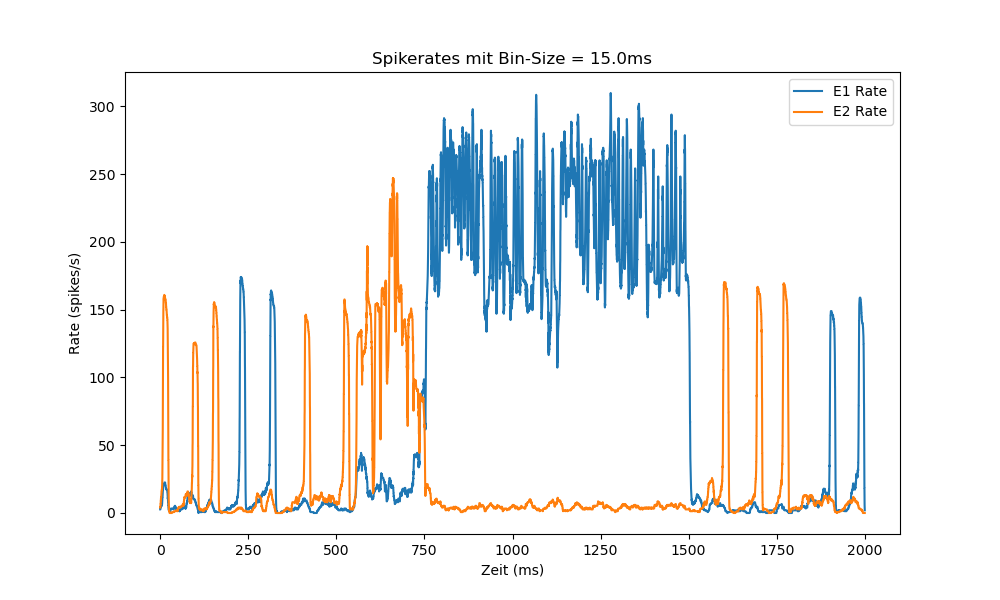 Spikerates mit Bin-Size = 15.0ms
E1 Rate
E2 Rate
Rate (spikes/s)
300
250
200
150
100
50
0
0 250 500 750 1000 1250 1500 1750 2000
Zeit (ms)